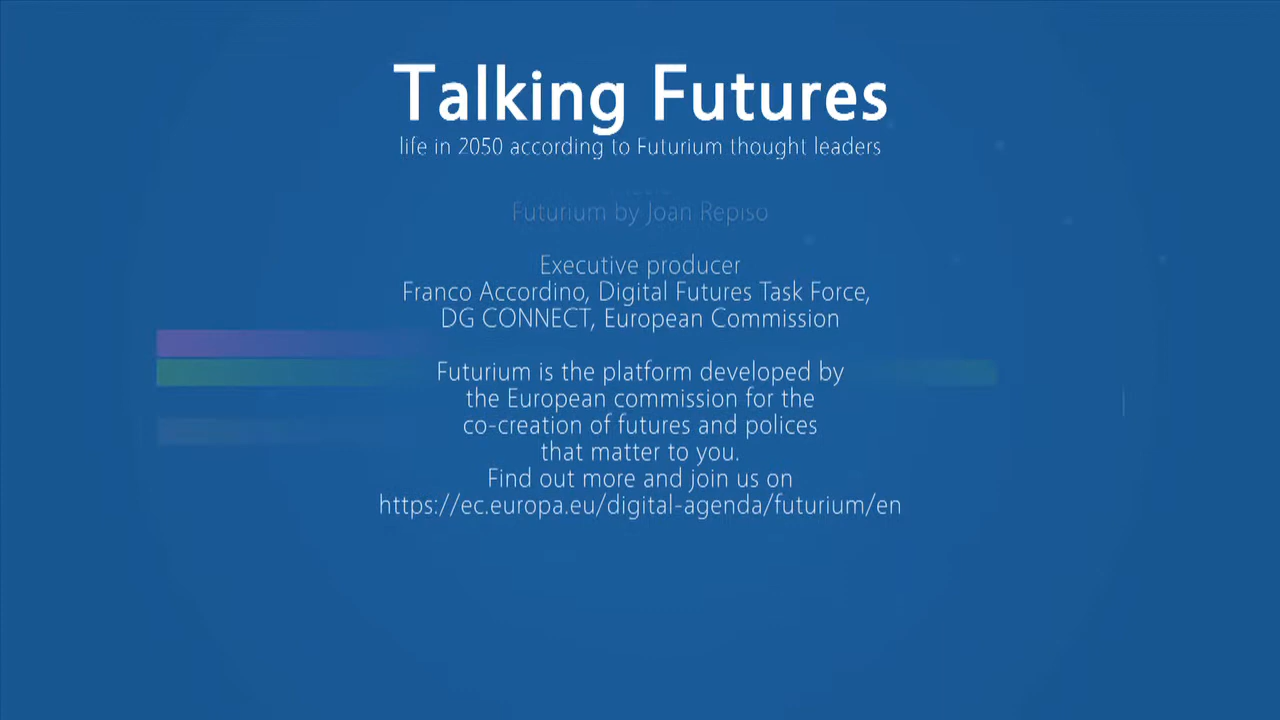 Talking Futures
life in 2050 according to Futurium thought leaders
Futurium by Joan Repiso
Executive producer
Franco Accordino, Digital Futures Task Force,
DG CONNECT, European Commission
Futurium is the platform developed by
the European commission for the
co-creation of futures and polices
that matter to you.
Find out more and join us on
https://ec.europa.eu/digital-agenda/futurium/en